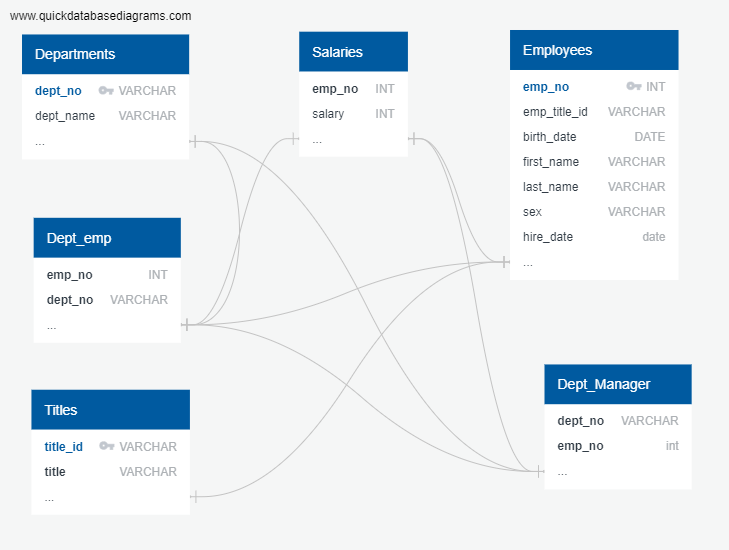 www.quickdatabasediagrams.com
Departments
dept_no VARCHAR
dept_name VARCHAR
...
Salaries
emp_no INT
salary INT
...
Employees
emp_no INT
emp_title_id VARCHAR
birth_date DATE
first_name VARCHAR
last_name VARCHAR
sex VARCHAR
hire_date date
...
Dept_emp
emp_no INT
dept_no VARCHAR
...
Titles
title_id VARCHAR
title VARCHAR
...
Dept_Manager
dept_no VARCHAR
emp_no int
...